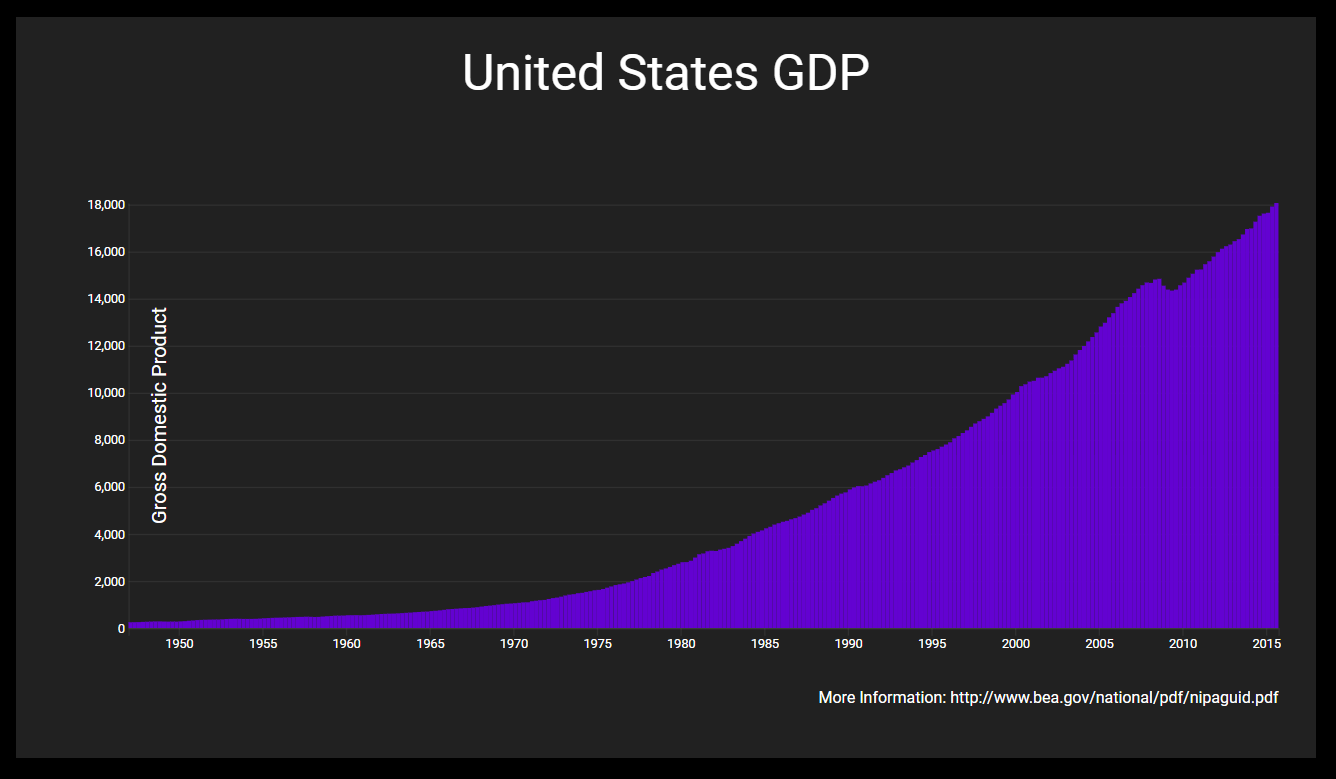 United States GDP
18,000
16,000
14,000
12,000
10,000
8,000
6,000
4,000
2,000
0
Gross Domestic Product
1950 1955 1960 1965 1970 1975 1980 1985 1990 1995 2000 2005 2010 2015
More Information: http://www.bea.gov/national/pdf/nipaguid.pdf